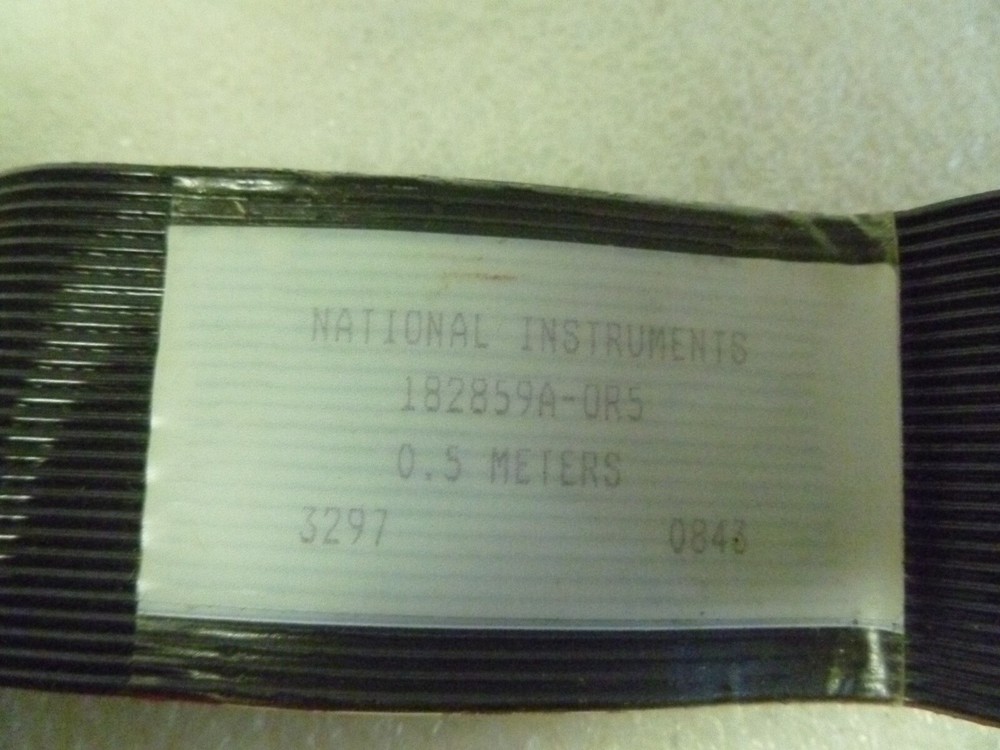 NATIONAL INSTRUMENTS
182859A-0R5
0.5 METERS
3297 0843